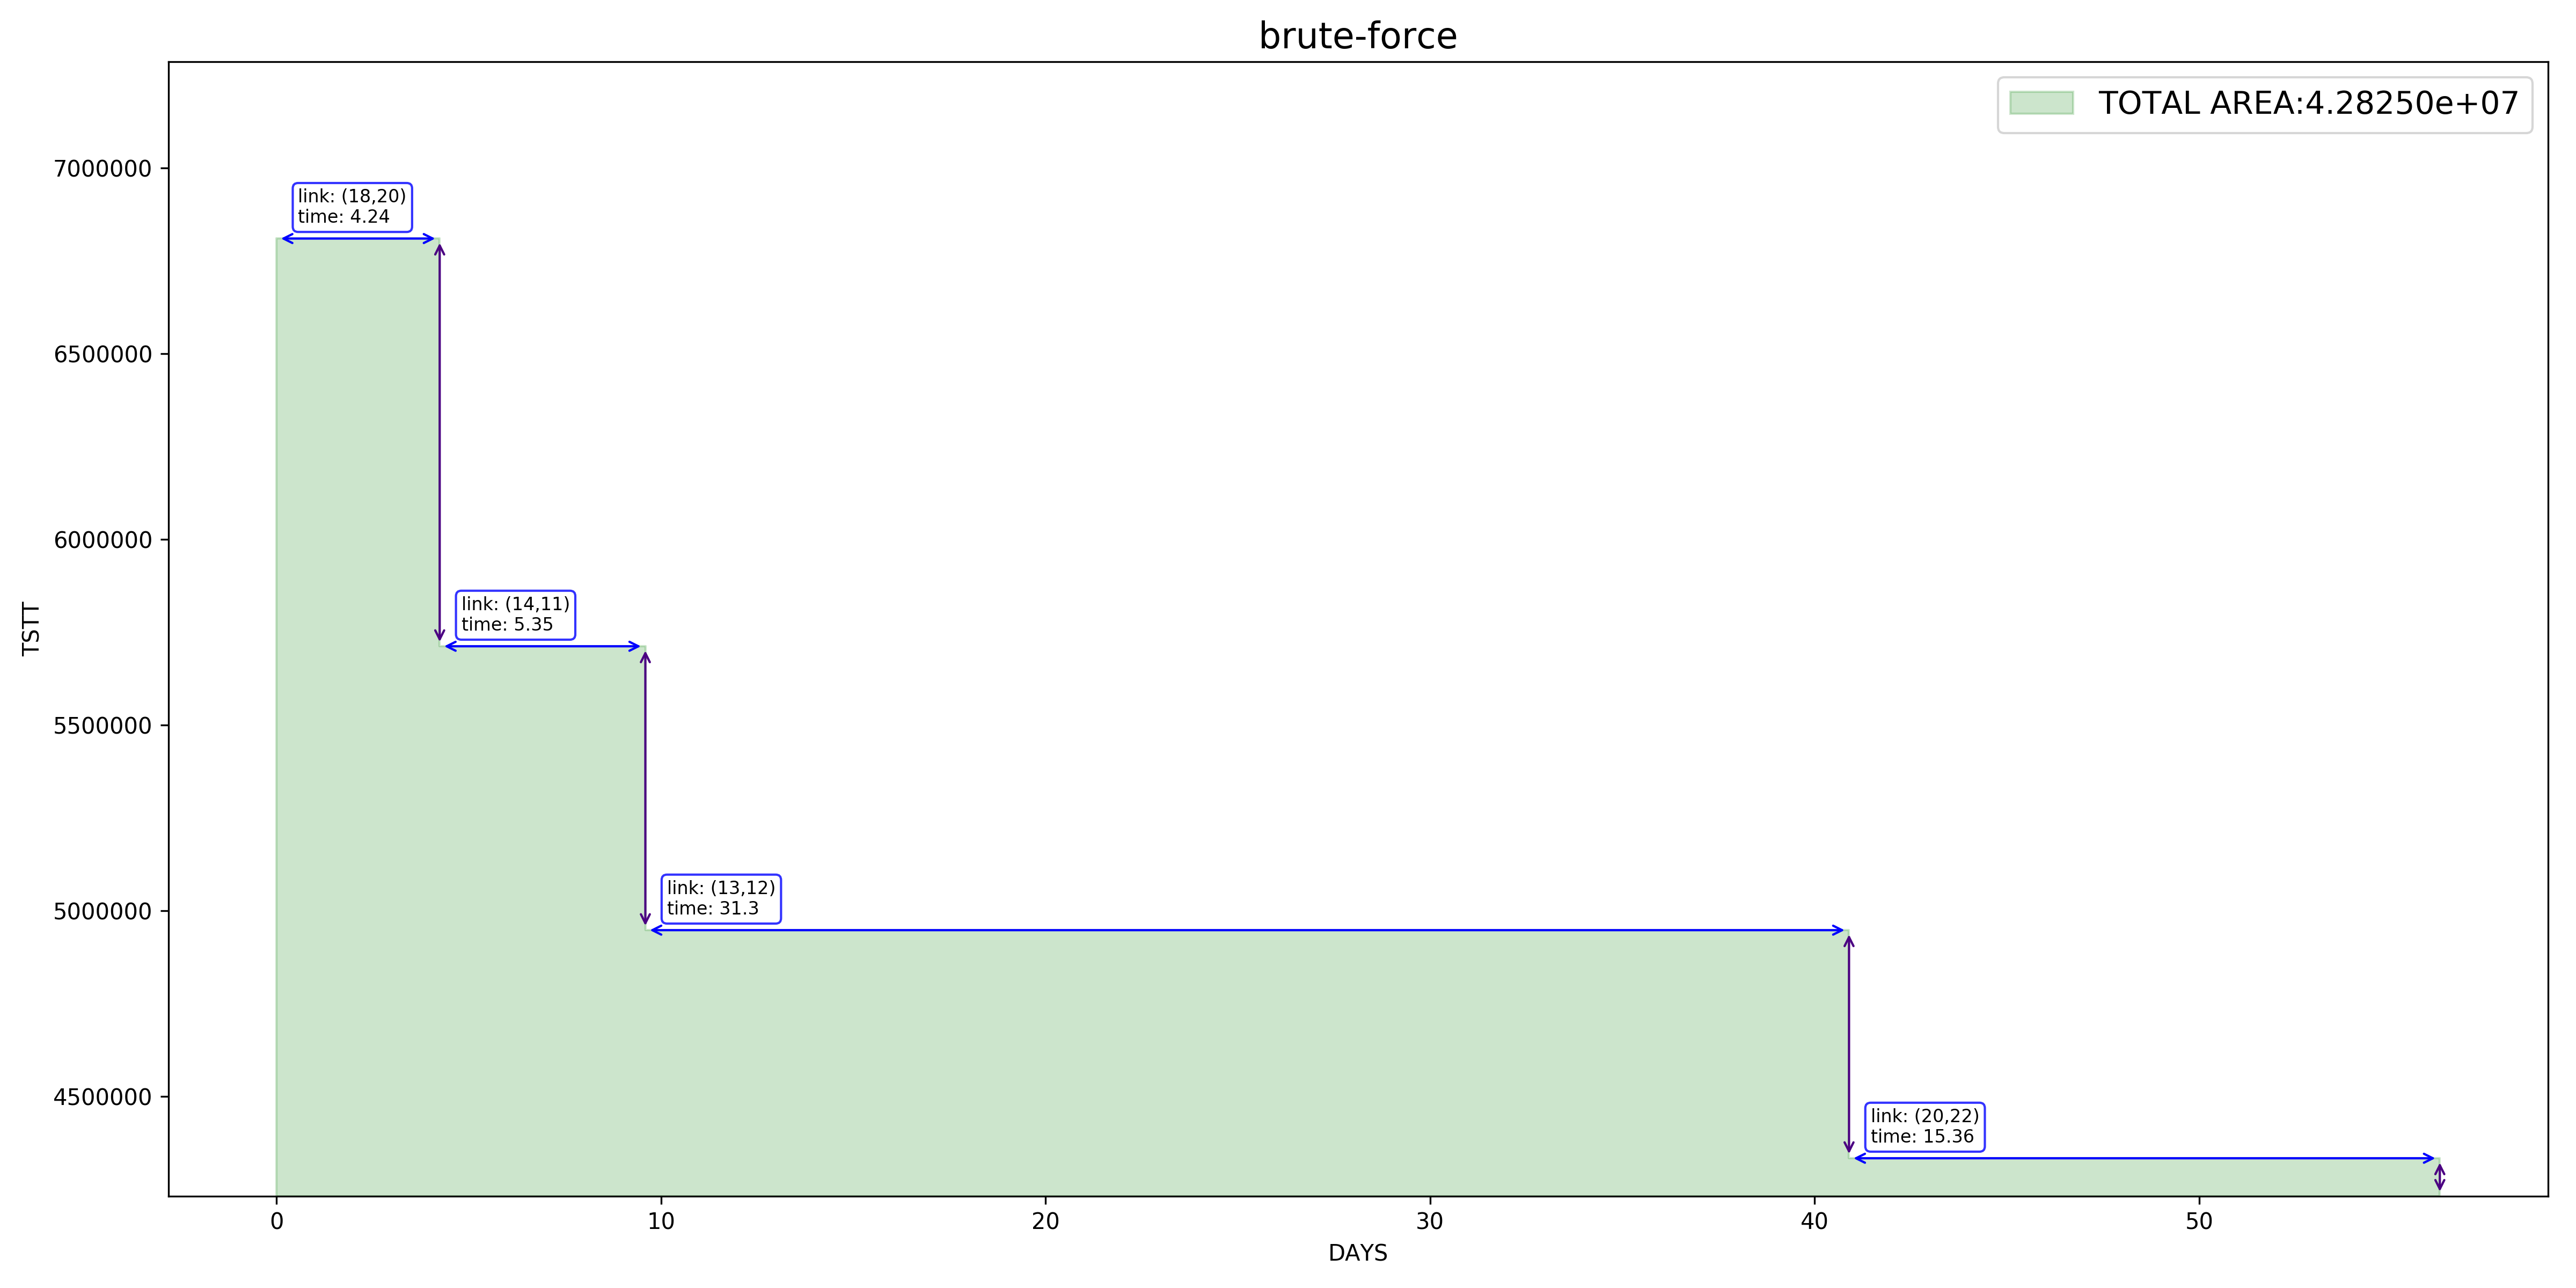 brute-force
TOTAL AREA:4.28250e+07
7000000
6500000
6000000
5500000
5000000
4500000
TSTT
link: (18,20)
time: 4.24
link: (14,11)
time: 5.35
link: (13,12)
time: 31.3
link: (20,22)
time: 15.36
0
10
20
30
40
50
DAYS